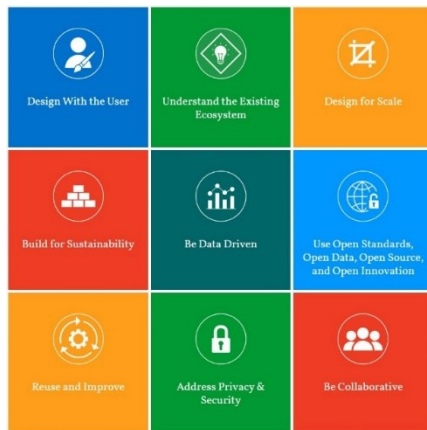 Design With the User
Understand the Existing
Ecosystem
Design for Scale
Build for Sustainability
Be Data Driven
Use Open Standards,
Open Data, Open Source,
and Open Innovation
Reuse and Improve
Address Privacy &
Security
Be Collaborative